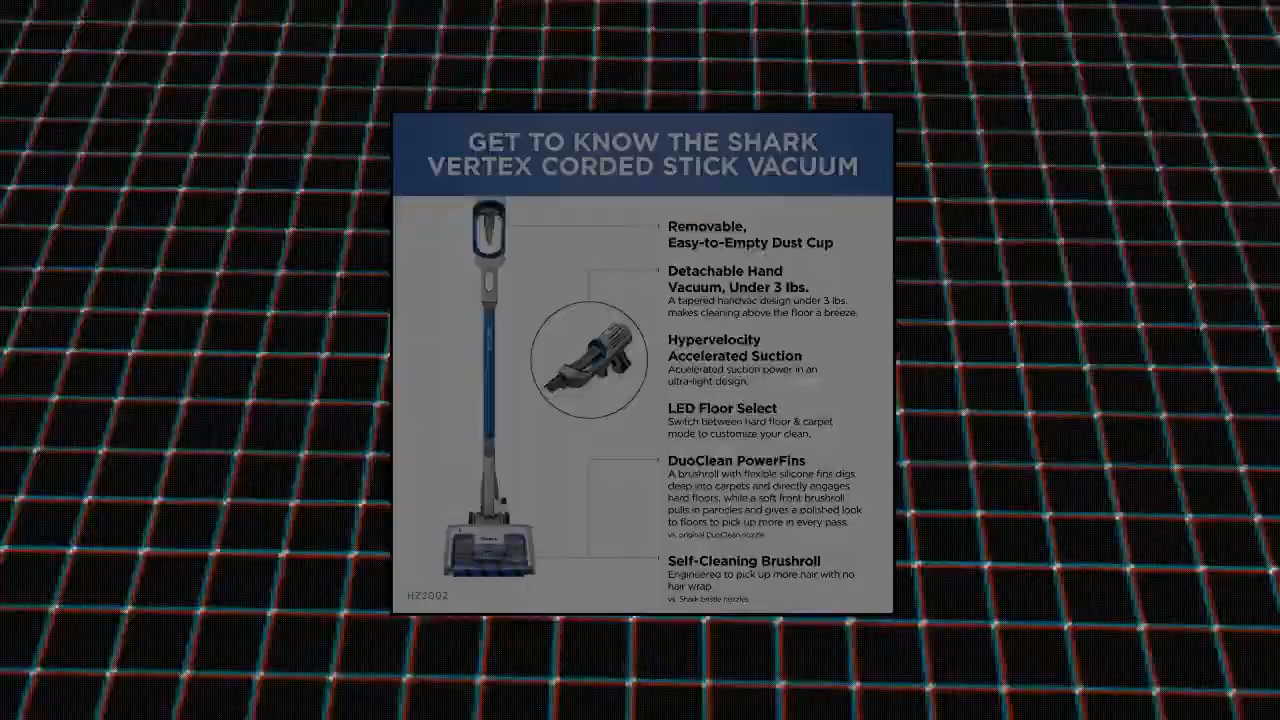 GET TO KNOW THE SHARK
VERTEX CORDED STICK VACUUM
Removable,
Easy-to-Empty Dust Cup
Detachable Hand
Vacuum, Under 3 lbs.
A tapered handvac design under 3 lbs.
makes cleaning above the floor a breeze.
Hypervelocity
Accelerated Suction
Accelerated suction power in an
ultra-light design.
LED Floor Select
Switch between hard floor & carpet
mode to customize your clean.
DuoClean PowerFins
A brushroll with flexible silicone fins digs
deep into carpets and directly engages
hard floors, while a soft front brushroll
pulls in particles and gives a polished look
to floors to pick up more in every pass.
vs. original DuoClean nozzle
Self-Cleaning Brushroll
Engineered to pick up more hair with no
hair wrap
vs. Shark bristle nozzles
HZ2002